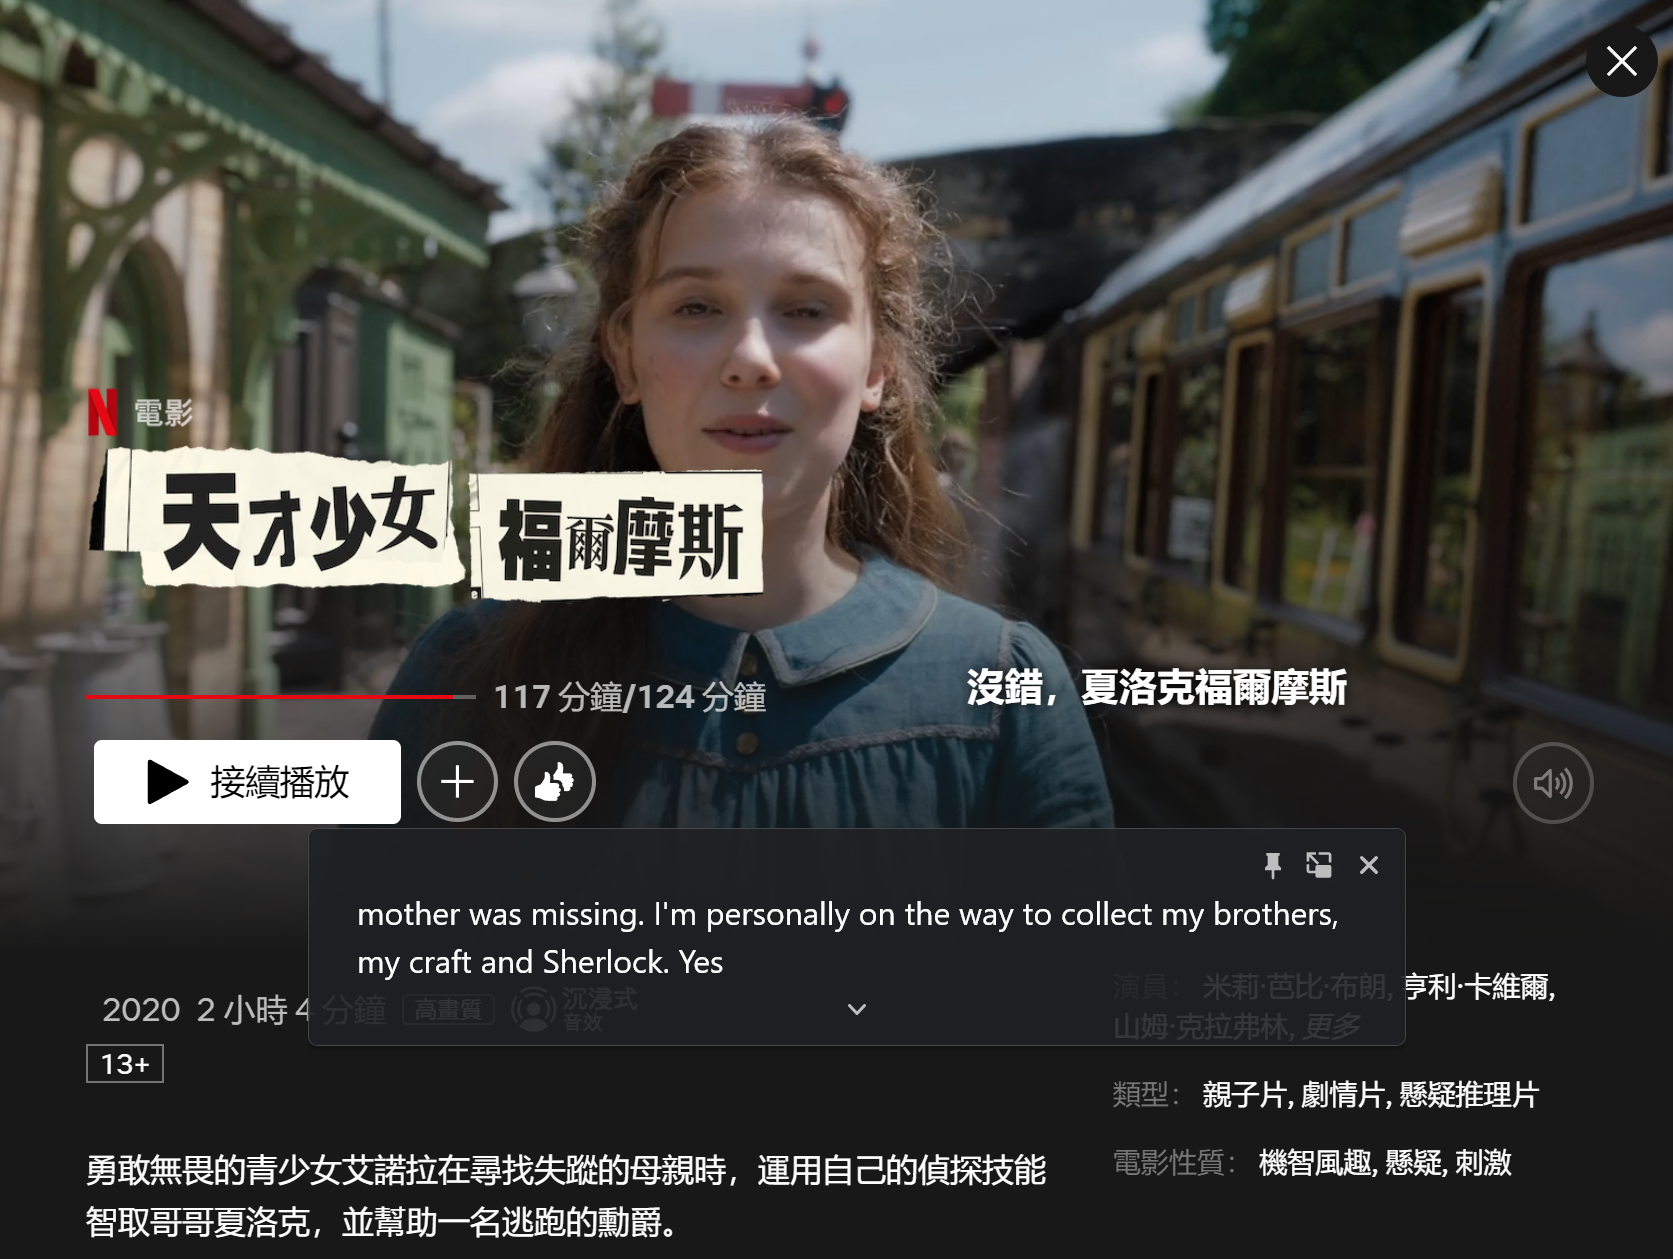 N 電影
天才少女 福爾摩斯
沒錯，夏洛克福爾摩斯
117 分鐘/124 分鐘
接續播放
mother was missing. I'm personally on the way to collect my brothers,
my craft and Sherlock. Yes
2020 2 小時 4 分鐘 高畫質 沉浸式音效
13+
演員： 米莉·芭比·布朗, 亨利·卡維爾,
山姆·克拉弗林, 更多
類型： 親子片, 劇情片, 懸疑推理片
電影性質： 機智風趣, 懸疑, 刺激
勇敢無畏的青少女艾諾拉在尋找失蹤的母親時，運用自己的偵探技能
智取哥哥夏洛克，並幫助一名逃跑的勳爵。